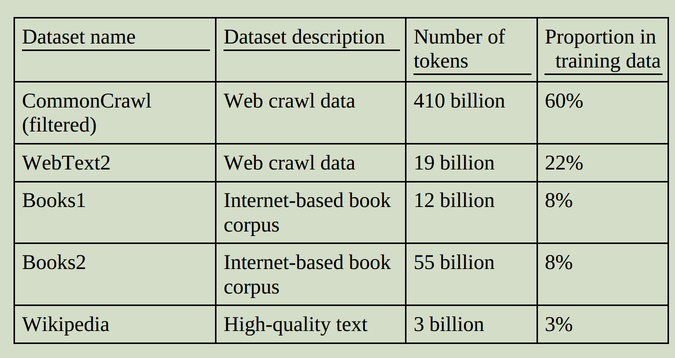 Dataset name
Dataset description
Number of
tokens
Proportion in
training data
CommonCrawl
(filtered)
Web crawl data
410 billion
60%
WebText2
Web crawl data
19 billion
22%
Books1
Internet-based book
corpus
12 billion
8%
Books2
Internet-based book
corpus
55 billion
8%
Wikipedia
High-quality text
3 billion
3%